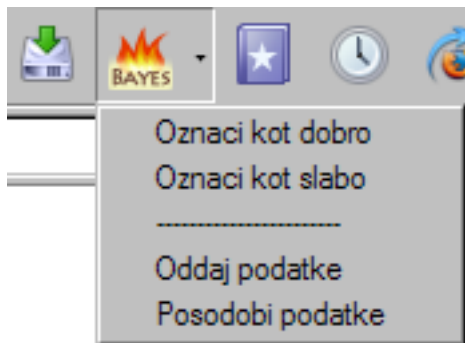 BAYES
Oznaci kot dobro
Oznaci kot slabo
-----------------------
Oddaj podatke
Posodobi podatke